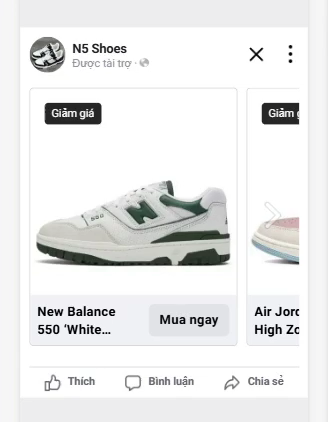 N5 Shoes
Được tài trợ ·
Giảm giá
Giảm g
550
N
New Balance
550 ‘White...
Mua ngay
Air Jord
High Zo
Thích
Bình luận
Chia sẻ